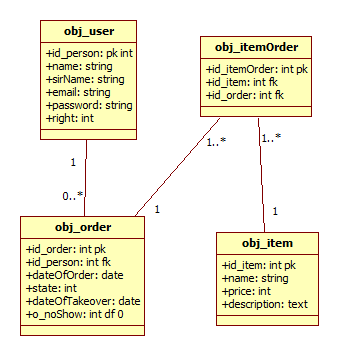 obj_user
+id_person: pk int
+name: string
+sirName: string
+email: string
+password: string
+right: int
obj_itemOrder
+id_itemOrder: int pk
+id_item: int fk
+id_order: int fk
1
0..*
1..*
1
1..*
1
obj_order
+id_order: int pk
+id_person: int fk
+dateOfOrder: date
+state: int
+dateOfTakeover: date
+o_noShow: int df 0
obj_item
+id_item: int pk
+name: string
+price: int
+description: text